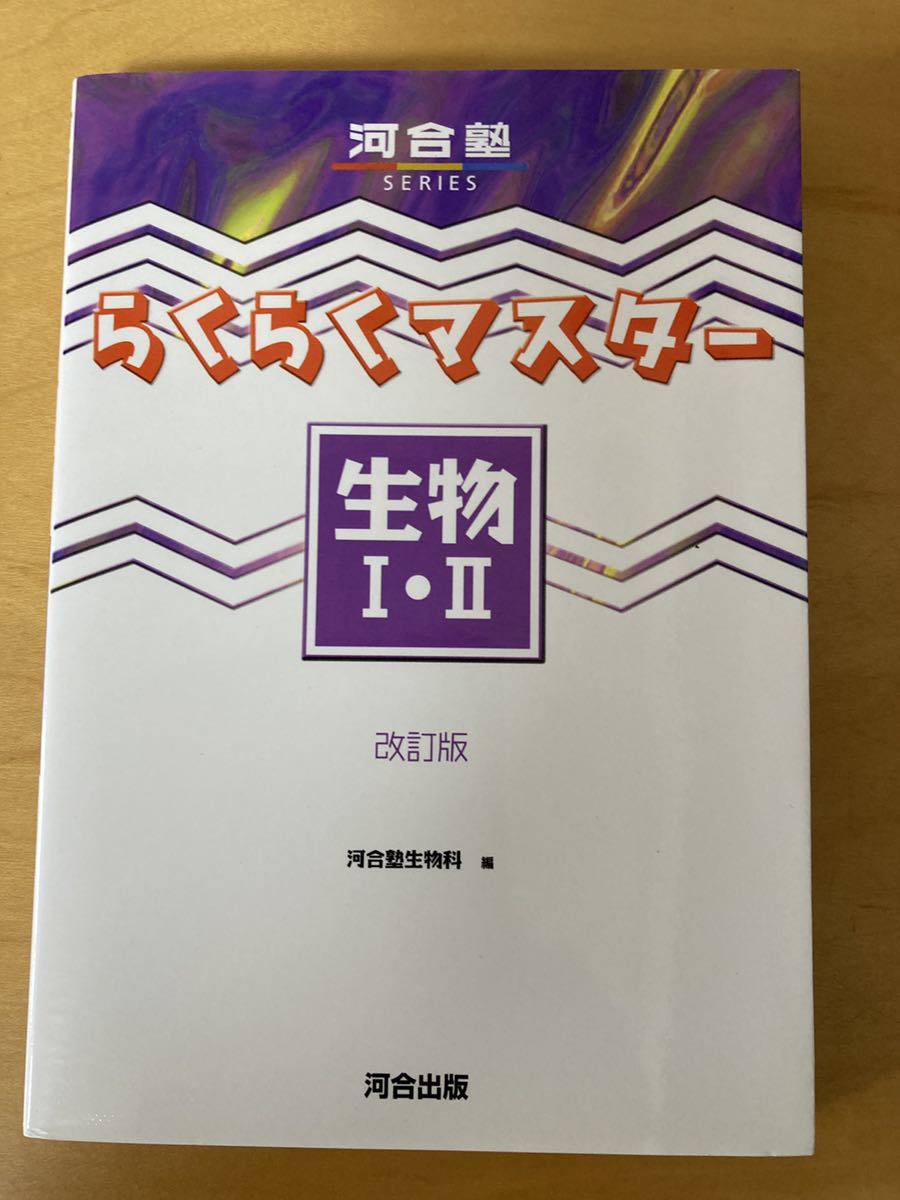 河合塾
SERIES
らくらくマスター
生物
I・II
改訂版
河合塾生物科 編
河合出版